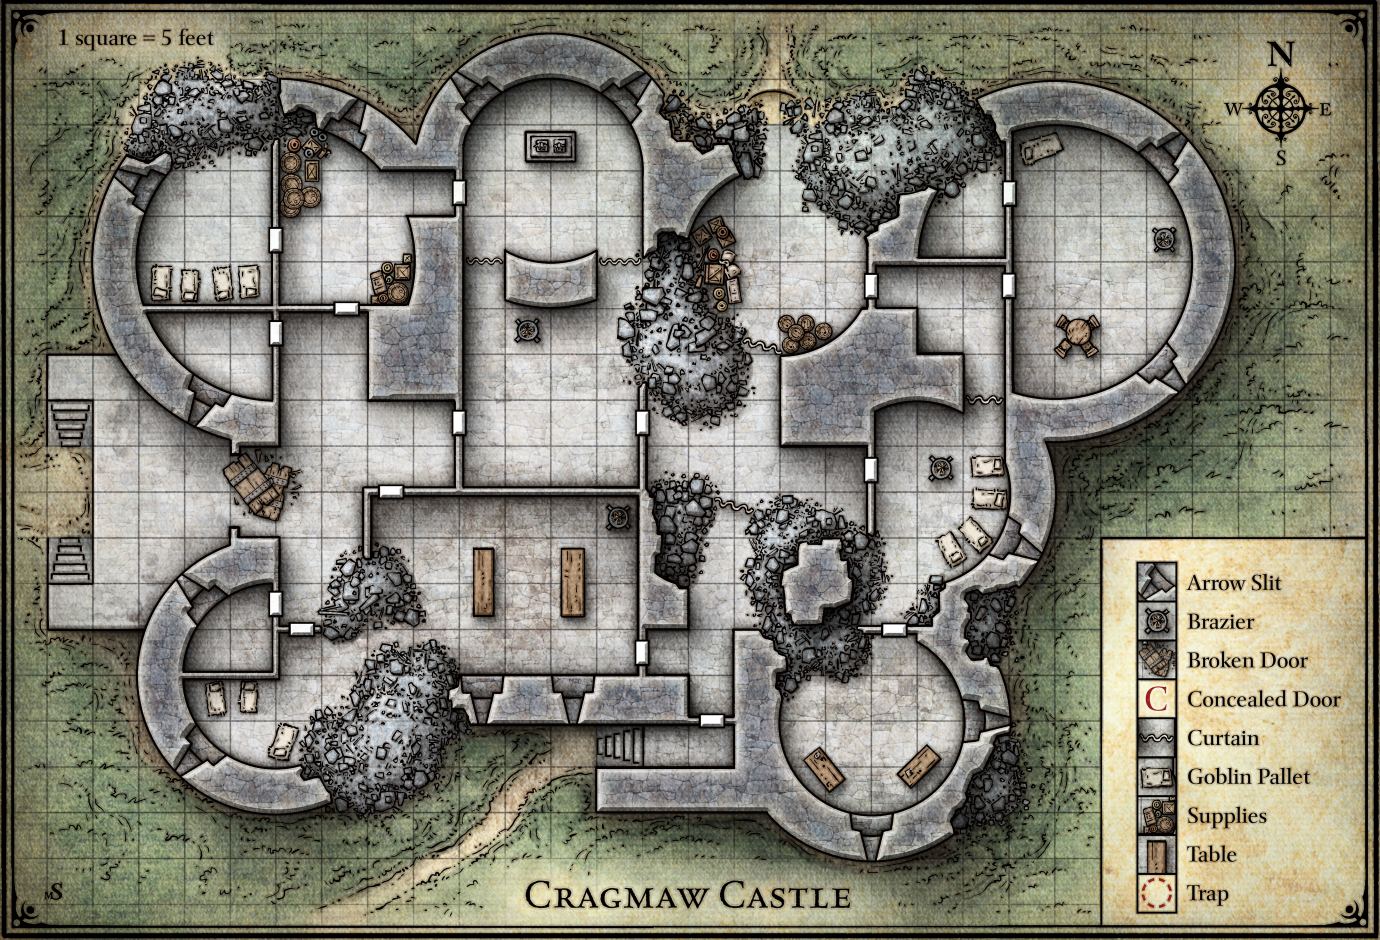 1 square = 5 feet
N
W
E
S
Arrow Slit
Brazier
Broken Door
C
Concealed Door
Curtain
Goblin Pallet
Supplies
Table
Trap
CRAGMAW CASTLE